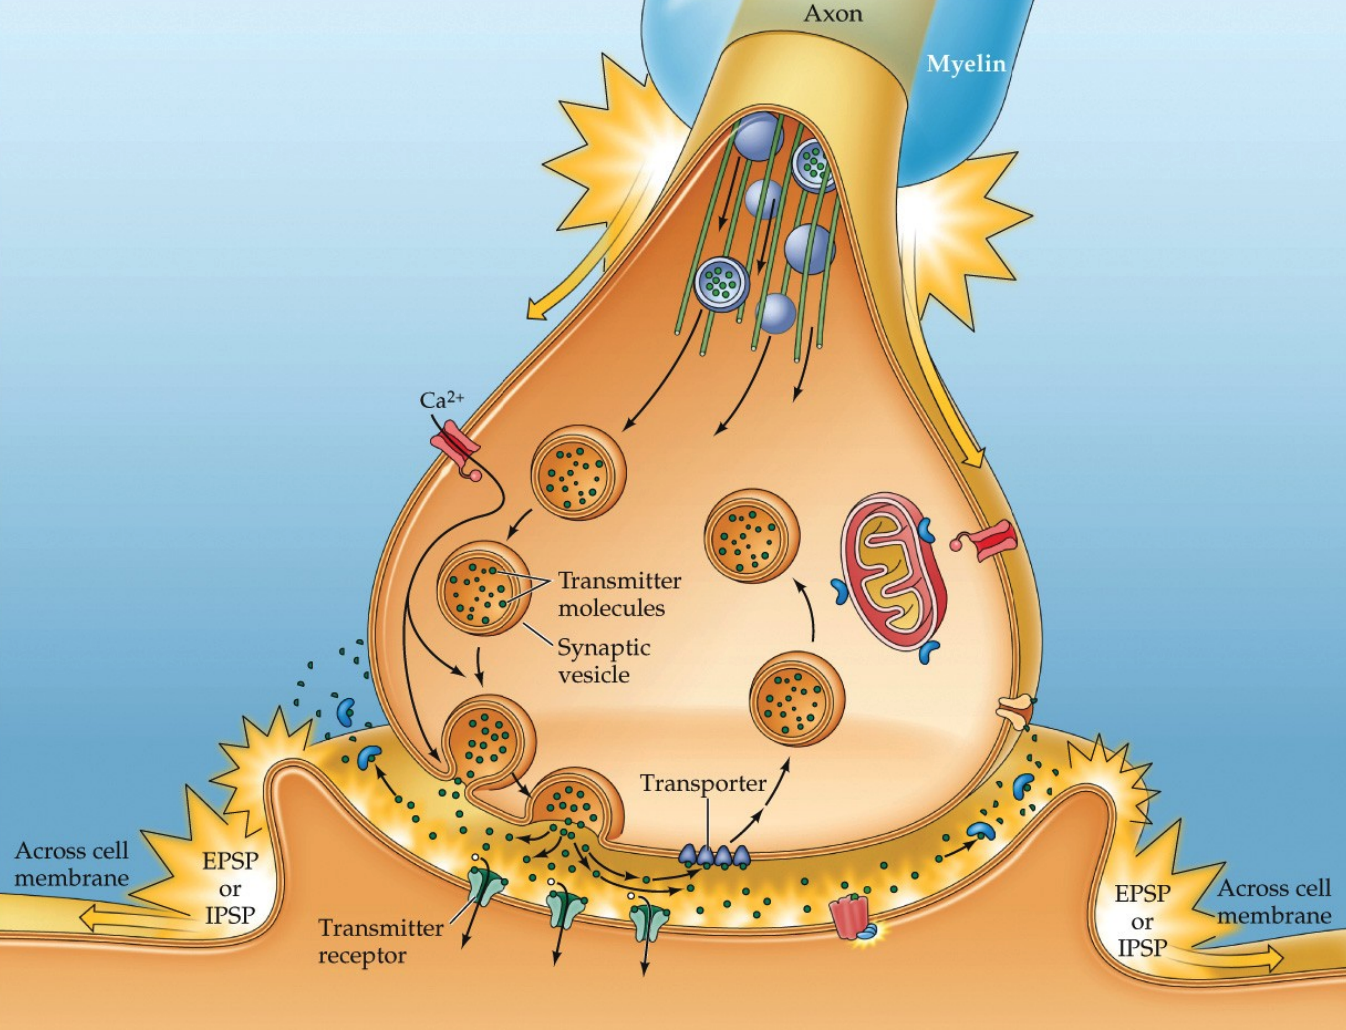 Axon
Myelin
Ca²⁺
Transmitter
molecules
Synaptic
vesicle
Transporter
Across cell
membrane
EPSP
or
IPSP
Transmitter
receptor
EPSP
or
IPSP
Across cell
membrane